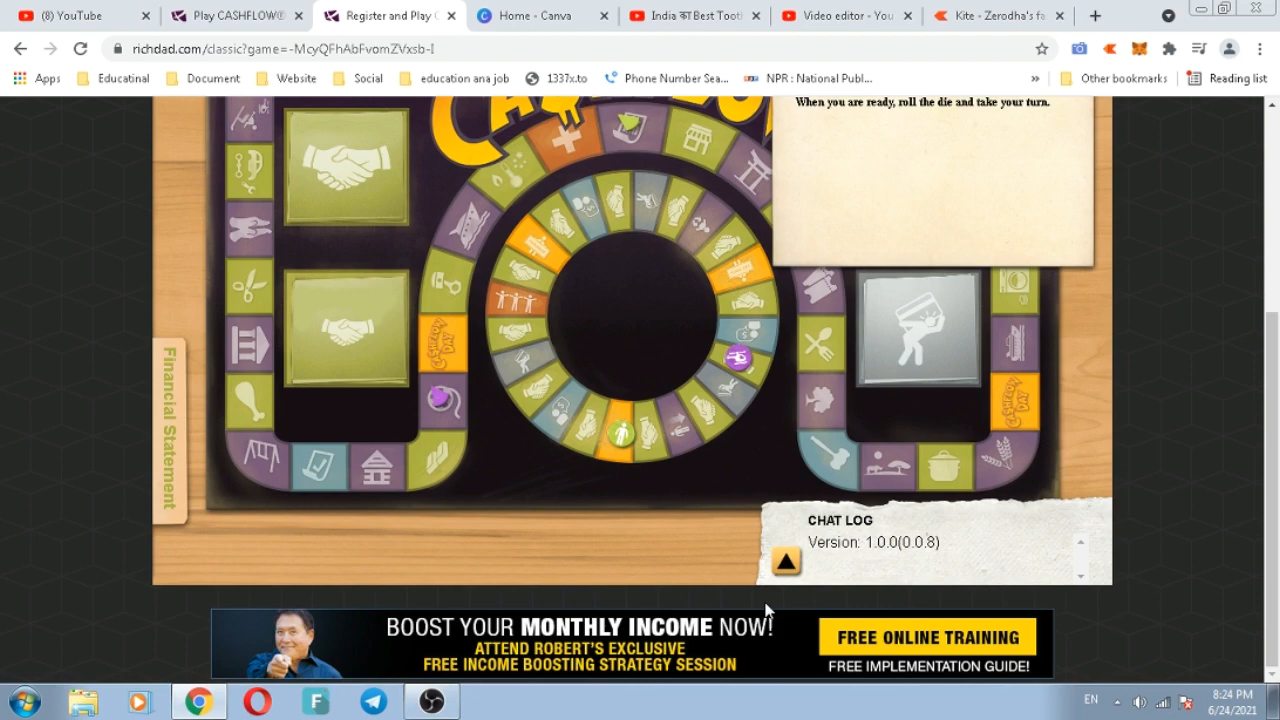 (8) YouTube
Play CASHFLOW®
Register and Play C
Home - Canva
India का Best Toot
Video editor - You
Kite - Zerodha's fa
richdad.com/classic?game=-McyQFhAbFvomZVxsb-I
Apps
Educatinal
Document
Website
Social
education ana job
1337x.to
Phone Number Sea...
NPR : National Publ...
»
Other bookmarks
Reading list
When you are ready, roll the die and take your turn.
CASHFLOW DAY
CASHFLOW DAY
Financial Statement
CHAT LOG
Version: 1.0.0(0.0.8)
BOOST YOUR MONTHLY INCOME NOW!
ATTEND ROBERT'S EXCLUSIVE
FREE INCOME BOOSTING STRATEGY SESSION
FREE ONLINE TRAINING
FREE IMPLEMENTATION GUIDE!
EN
8:24 PM
6/24/2021